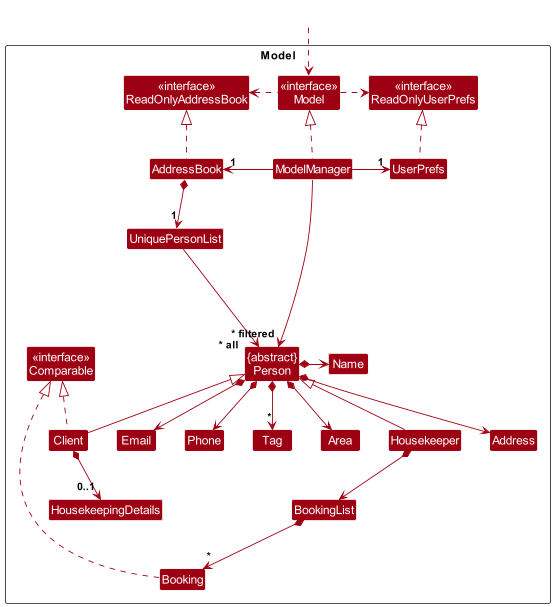 Model
«interface»
ReadOnlyAddressBook
«interface»
Model
«interface»
ReadOnlyUserPrefs
AddressBook
1
ModelManager
1
UserPrefs
1
UniquePersonList
* filtered
* all
«interface»
Comparable
{abstract}
Person
Name
*
Client
Email
Phone
Tag
Area
Housekeeper
Address
0..1
HousekeepingDetails
BookingList
*
Booking